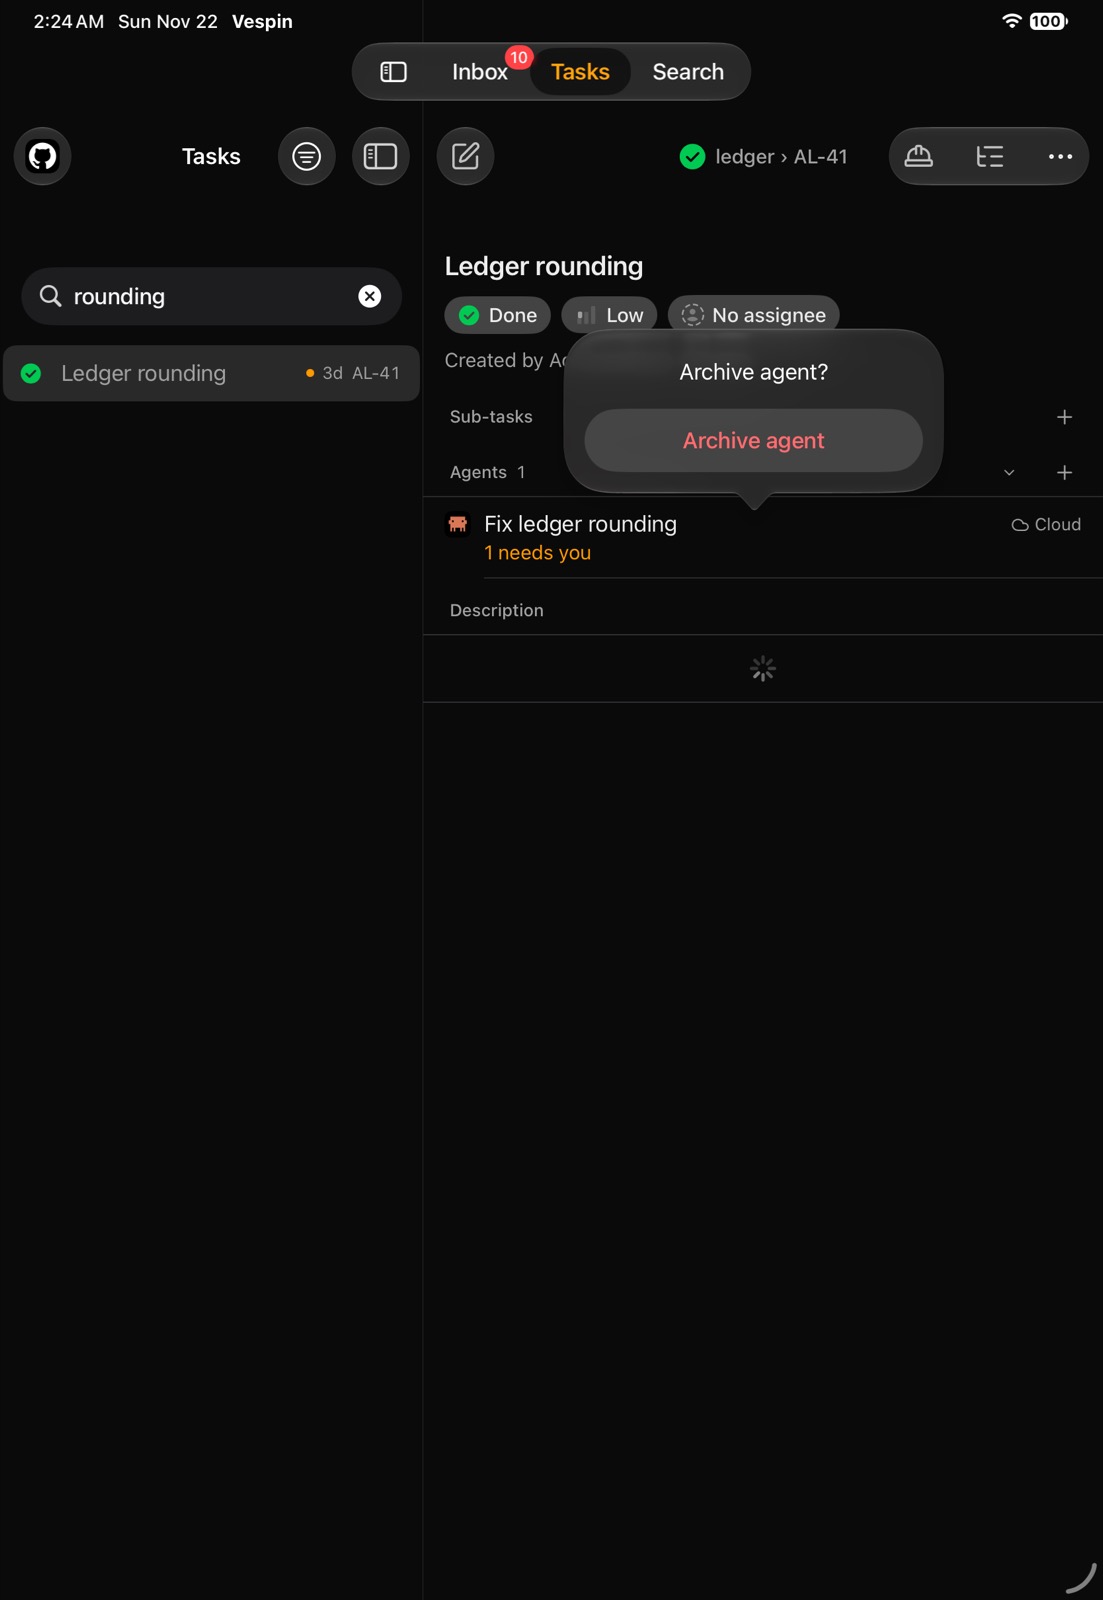 2:24 AM Sun Nov 22 Vespin
100
Inbox 10 Tasks Search
Tasks
ledger › AL-41
rounding
Ledger rounding 3d AL-41
Ledger rounding
Done Low No assignee
Created by
Archive agent?
Archive agent
Sub-tasks
Agents 1
Fix ledger rounding Cloud
1 needs you
Description